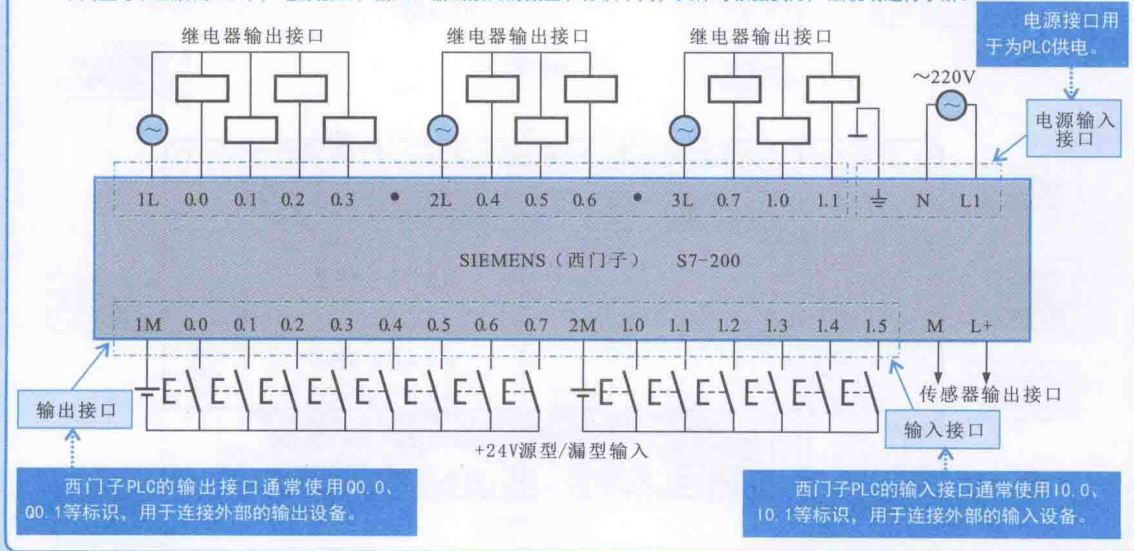 电源接口用
于为PLC供电。
继电器输出接口
继电器输出接口
继电器输出接口
～220V
～
～
～
～
电源输入
接口
1L 0.0 0.1 0.2 0.3 • 2L 0.4 0.5 0.6 • 3L 0.7 1.0 1.1 N L1
SIEMENS（西门子） S7-200
1M 0.0 0.1 0.2 0.3 0.4 0.5 0.6 0.7 2M 1.0 1.1 1.2 1.3 1.4 1.5 M L+
输出接口
传感器输出接口
输入接口
+24V源型/漏型输入
西门子PLC的输出接口通常使用Q0.0、
Q0.1等标识，用于连接外部的输出设备。
西门子PLC的输入接口通常使用I0.0、
I0.1等标识，用于连接外部的输入设备。